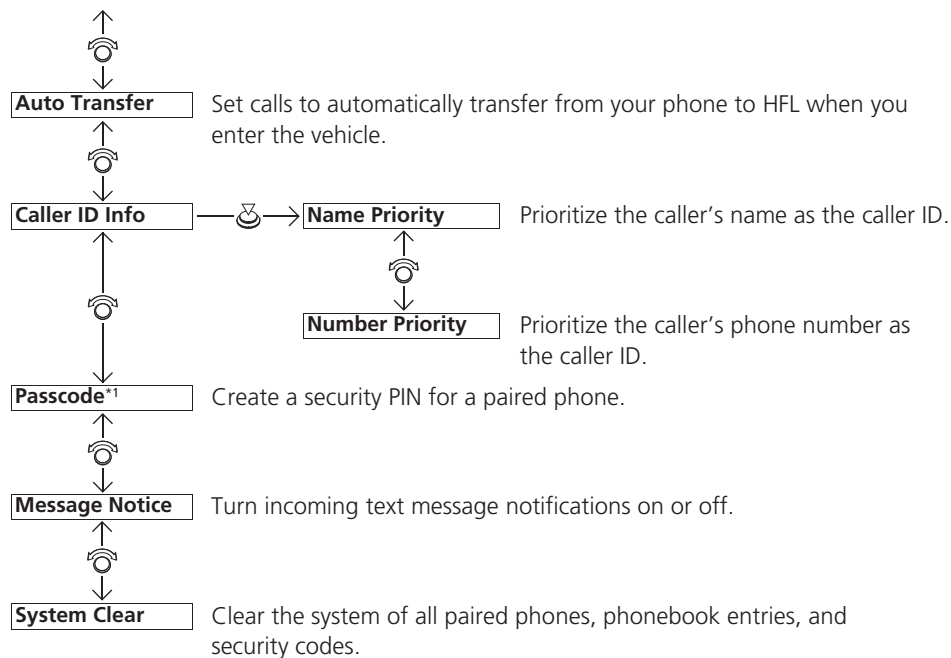 Auto Transfer
Set calls to automatically transfer from your phone to HFL when you
enter the vehicle.
Caller ID Info
Name Priority
Prioritize the caller's name as the caller ID.
Number Priority
Prioritize the caller's phone number as
the caller ID.
Passcode*1
Create a security PIN for a paired phone.
Message Notice
Turn incoming text message notifications on or off.
System Clear
Clear the system of all paired phones, phonebook entries, and
security codes.